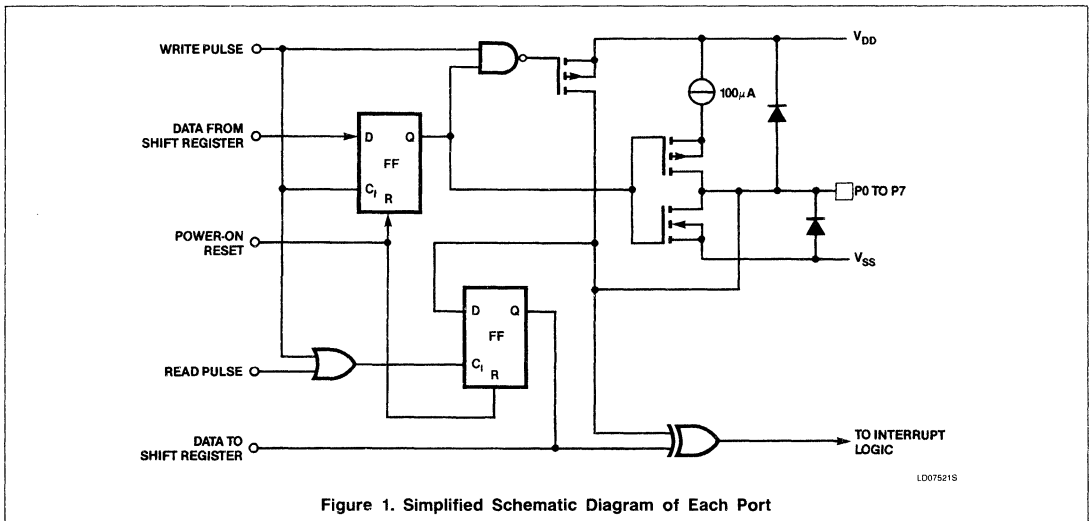 WRITE PULSE
V_DD
100μA
DATA FROM
SHIFT REGISTER
D Q
FF
C_I
R
P0 TO P7
POWER-ON
RESET
V_SS
D Q
FF
C_I
R
READ PULSE
DATA TO
SHIFT REGISTER
TO INTERRUPT
LOGIC
LD07521S
Figure 1. Simplified Schematic Diagram of Each Port